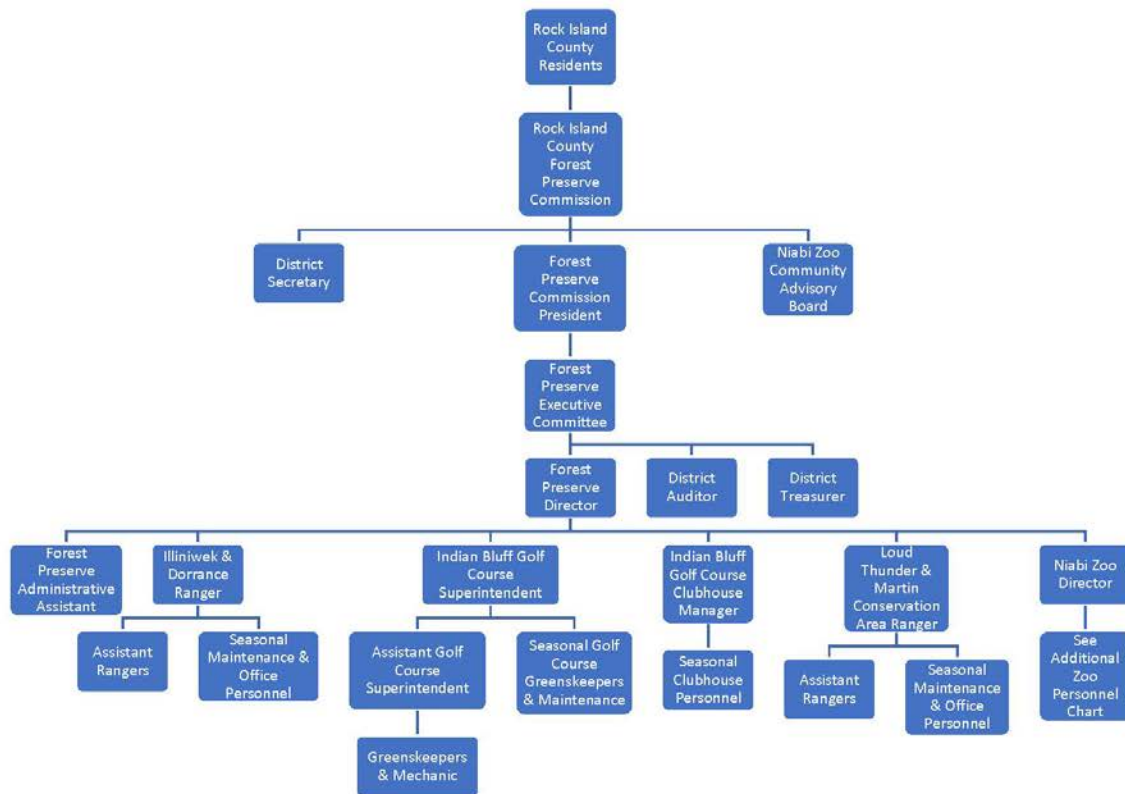 Rock Island
County
Residents
Rock Island
County
Forest
Preserve
Commission
District
Secretary
Forest
Preserve
Commission
President
Niabi Zoo
Community
Advisory
Board
Forest
Preserve
Executive
Committee
Forest
Preserve
Director
District
Auditor
District
Treasurer
Forest
Preserve
Administrative
Assistant
Illiniwek &
Dorrance
Ranger
Indian Bluff Golf
Course
Superintendent
Indian Bluff
Golf Course
Clubhouse
Manager
Loud
Thunder &
Martin
Conservation
Area Ranger
Niabi Zoo
Director
Assistant
Rangers
Seasonal
Maintenance &
Office
Personnel
Assistant Golf
Course
Superintendent
Seasonal Golf
Course
Greenskeepers
& Maintenance
Seasonal
Clubhouse
Personnel
Assistant
Rangers
Seasonal
Maintenance
& Office
Personnel
See
Additional
Zoo
Personnel
Chart
Greenskeepers
& Mechanic